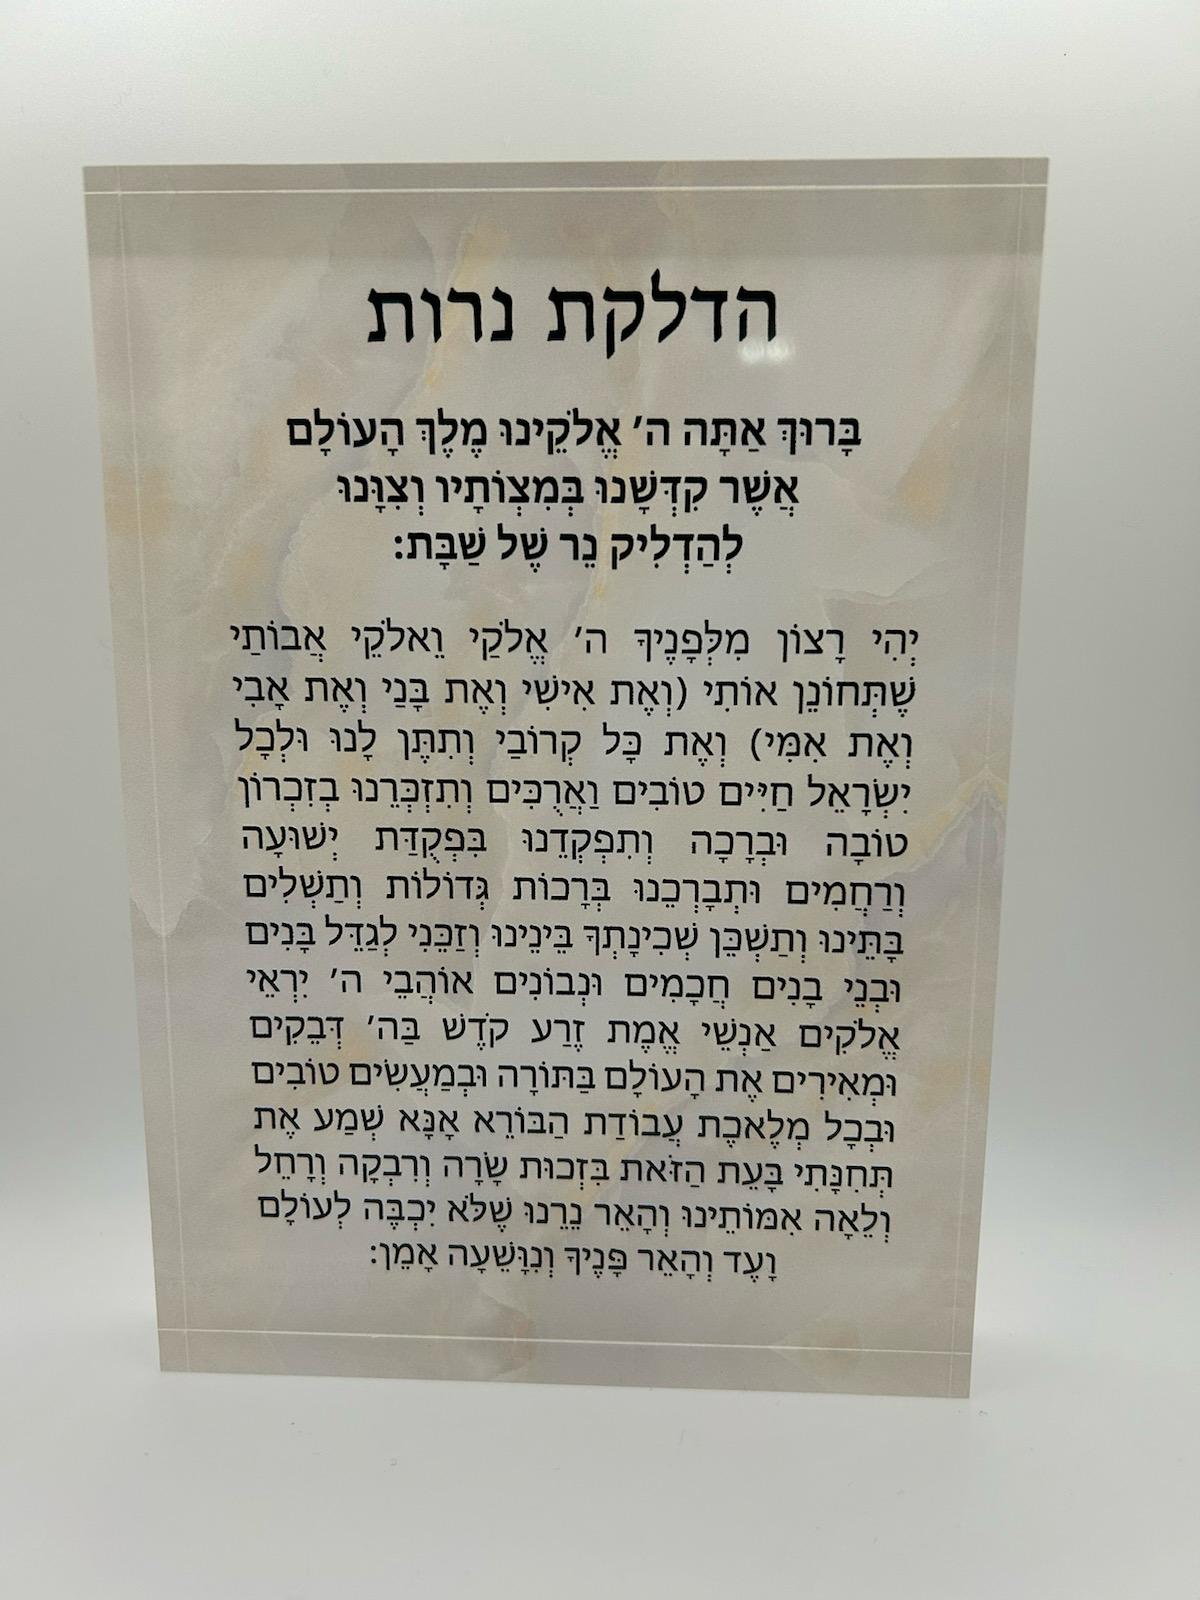 הדלקת נרות
בָּרוּךְ אַתָּה ה' אֱלֹקֵינוּ מֶלֶךְ הָעוֹלָם
אֲשֶׁר קִדְּשָׁנוּ בְּמִצְוֹתָיו וְצִוָּנוּ
לְהַדְלִיק נֵר שֶׁל שַׁבָּת:
יְהִי רָצוֹן מִלְּפָנֶיךָ ה' אֱלֹקַי וֵאלֹקֵי אֲבוֹתַי
שֶׁתְּחוֹנֵן אוֹתִי (וְאֶת אִישִׁי וְאֶת בָּנַי וְאֶת אָבִי
וְאֶת אִמִּי) וְאֶת כָּל קְרוֹבַי וְתִתֶּן לָנוּ וּלְכָל
יִשְׂרָאֵל חַיִּים טוֹבִים וַאֲרֻכִּים וְתִזְכְּרֵנוּ בְזִכְרוֹן
טוֹבָה וּבְרָכָה וְתִפְקְדֵנוּ בִּפְקֻדַּת יְשׁוּעָה
וְרַחֲמִים וּתְבָרְכֵנוּ בְּרָכוֹת גְּדוֹלוֹת וְתַשְׁלִים
בָּתֵּינוּ וְתַשְׁכֵּן שְׁכִינָתְךָ בֵּינֵינוּ וְזַכֵּנִי לְגַדֵּל בָּנִים
וּבְנֵי בָנִים חֲכָמִים וּנְבוֹנִים אוֹהֲבֵי ה' יִרְאֵי
אֱלֹקִים אַנְשֵׁי אֱמֶת זֶרַע קֹדֶשׁ בַּה' דְּבֵקִים
וּמְאִירִים אֶת הָעוֹלָם בַּתּוֹרָה וּבְמַעֲשִׂים טוֹבִים
וּבְכָל מְלֶאכֶת עֲבוֹדַת הַבּוֹרֵא אָנָּא שְׁמַע אֶת
תְּחִנָּתִי בָּעֵת הַזֹּאת בִּזְכוּת שָׂרָה וְרִבְקָה וְרָחֵל
וְלֵאָה אִמּוֹתֵינוּ וְהָאֵר נֵרֵנוּ שֶׁלֹּא יִכְבֶּה לְעוֹלָם
וָעֶד וְהָאֵר פָּנֶיךָ וְנִוָּשֵׁעָה אָמֵן: